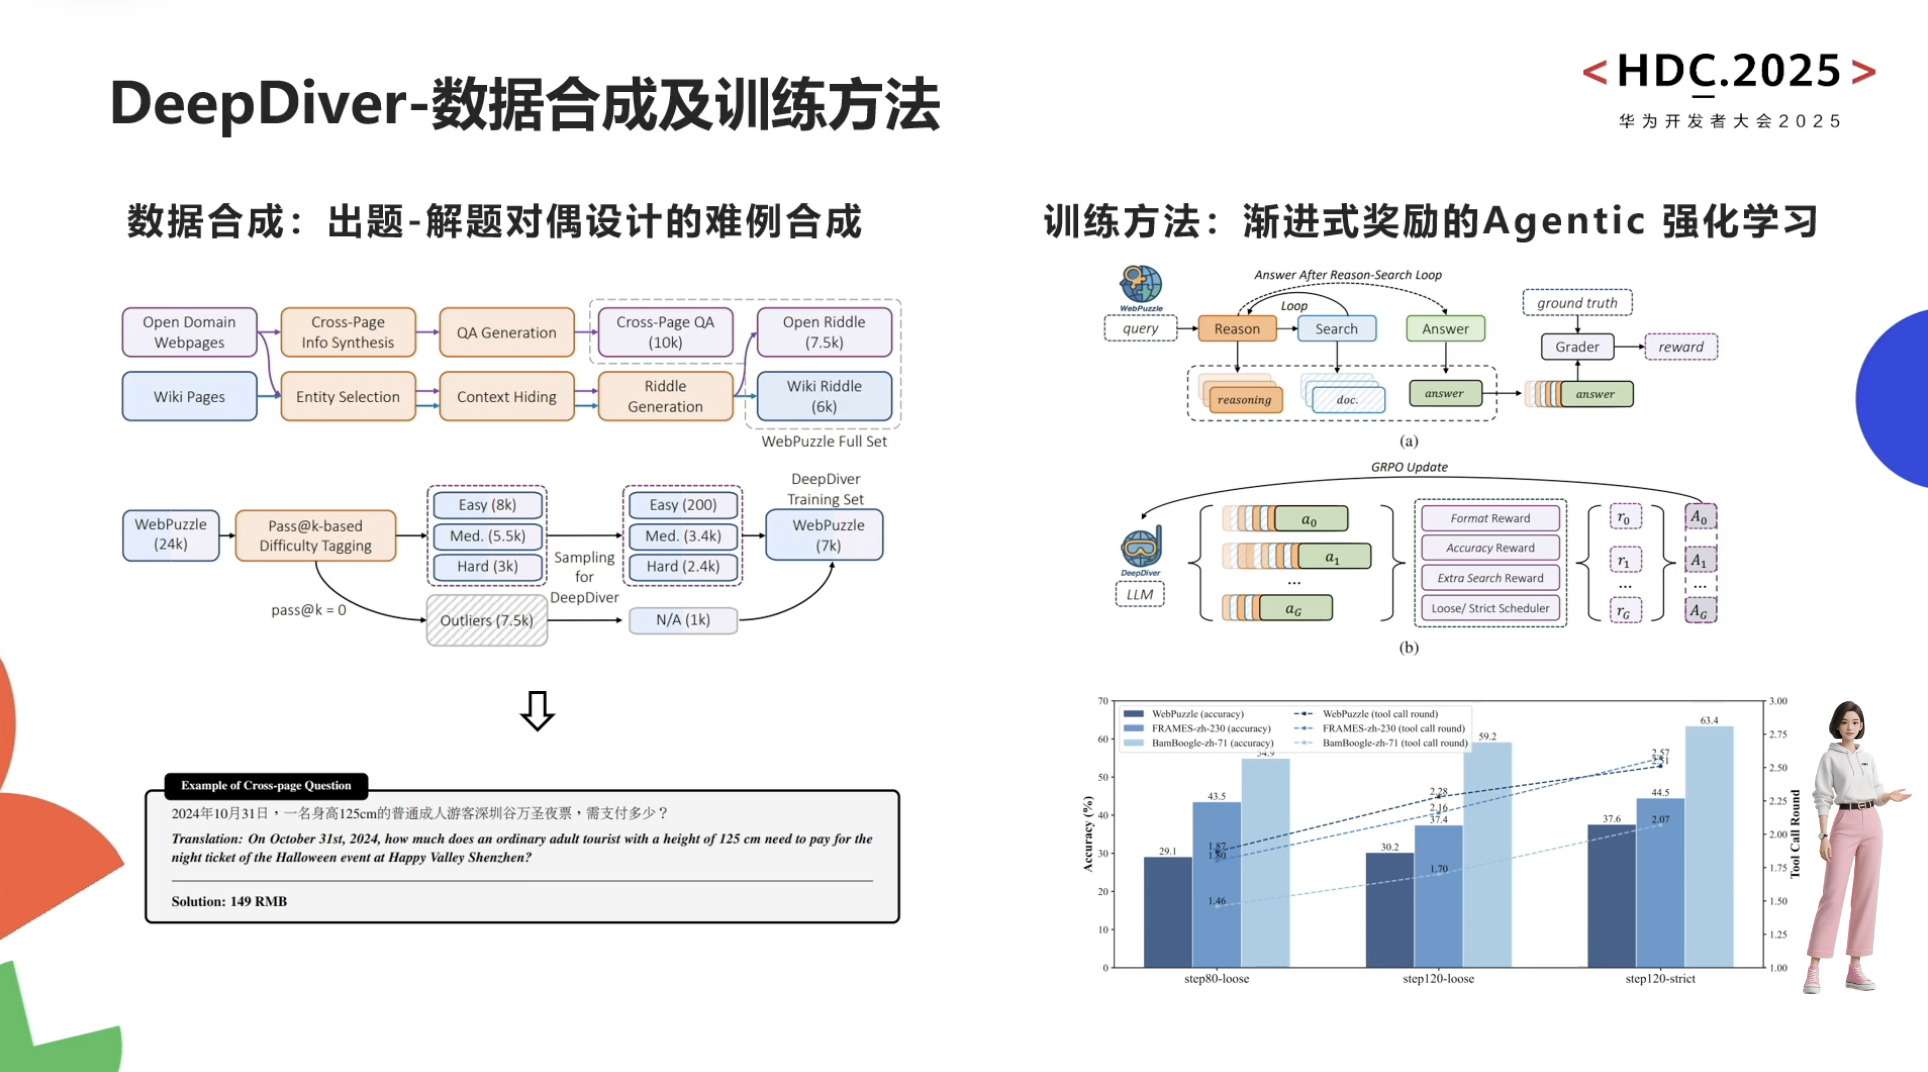 DeepDiver-数据合成及训练方法
<HDC.2025>
华为开发者大会2025
数据合成：出题-解题对偶设计的难例合成
Open Domain
Webpages
Cross-Page
Info Synthesis
QA Generation
Cross-Page QA
(10k)
Open Riddle
(7.5k)
Wiki Pages
Entity Selection
Context Hiding
Riddle
Generation
Wiki Riddle
(6k)
WebPuzzle Full Set
WebPuzzle
(24k)
Pass@k-based
Difficulty Tagging
pass@k = 0
Easy (8k)
Med. (5.5k)
Hard (3k)
Outliers (7.5k)
Sampling
for
DeepDiver
Easy (200)
Med. (3.4k)
Hard (2.4k)
N/A (1k)
DeepDiver
Training Set
WebPuzzle
(7k)
Example of Cross-page Question
2024年10月31日，一名身高125cm的普通成人游客深圳谷万圣夜票，需支付多少？
Translation: On October 31st, 2024, how much does an ordinary adult tourist with a height of 125 cm need to pay for the
night ticket of the Halloween event at Happy Valley Shenzhen?
Solution: 149 RMB
训练方法：渐进式奖励的Agentic 强化学习
Answer After Reason-Search Loop
WebPuzzle
Loop
query
Reason
Search
Answer
ground truth
Grader
reward
reasoning
doc.
answer
answer
(a)
GRPO Update
DeepDiver
LLM
a0
a1
...
aG
Format Reward
Accuracy Reward
Extra Search Reward
Loose/ Strict Scheduler
r0
r1
...
rG
A0
A1
...
AG
(b)
WebPuzzle (accuracy)
FRAMES-zh-230 (accuracy)
BamBoogle-zh-71 (accuracy)
WebPuzzle (tool call round)
FRAMES-zh-230 (tool call round)
BamBoogle-zh-71 (tool call round)
Accuracy (%)
70
60
50
40
30
20
10
0
29.1
43.5
54.9
1.87
1.80
1.46
30.2
37.4
59.2
2.28
2.16
1.70
37.6
44.5
63.4
2.57
2.51
2.07
3.00
2.75
2.50
2.25
2.00
1.75
1.50
1.25
1.00
Tool Call Round
step80-loose
step120-loose
step120-strict